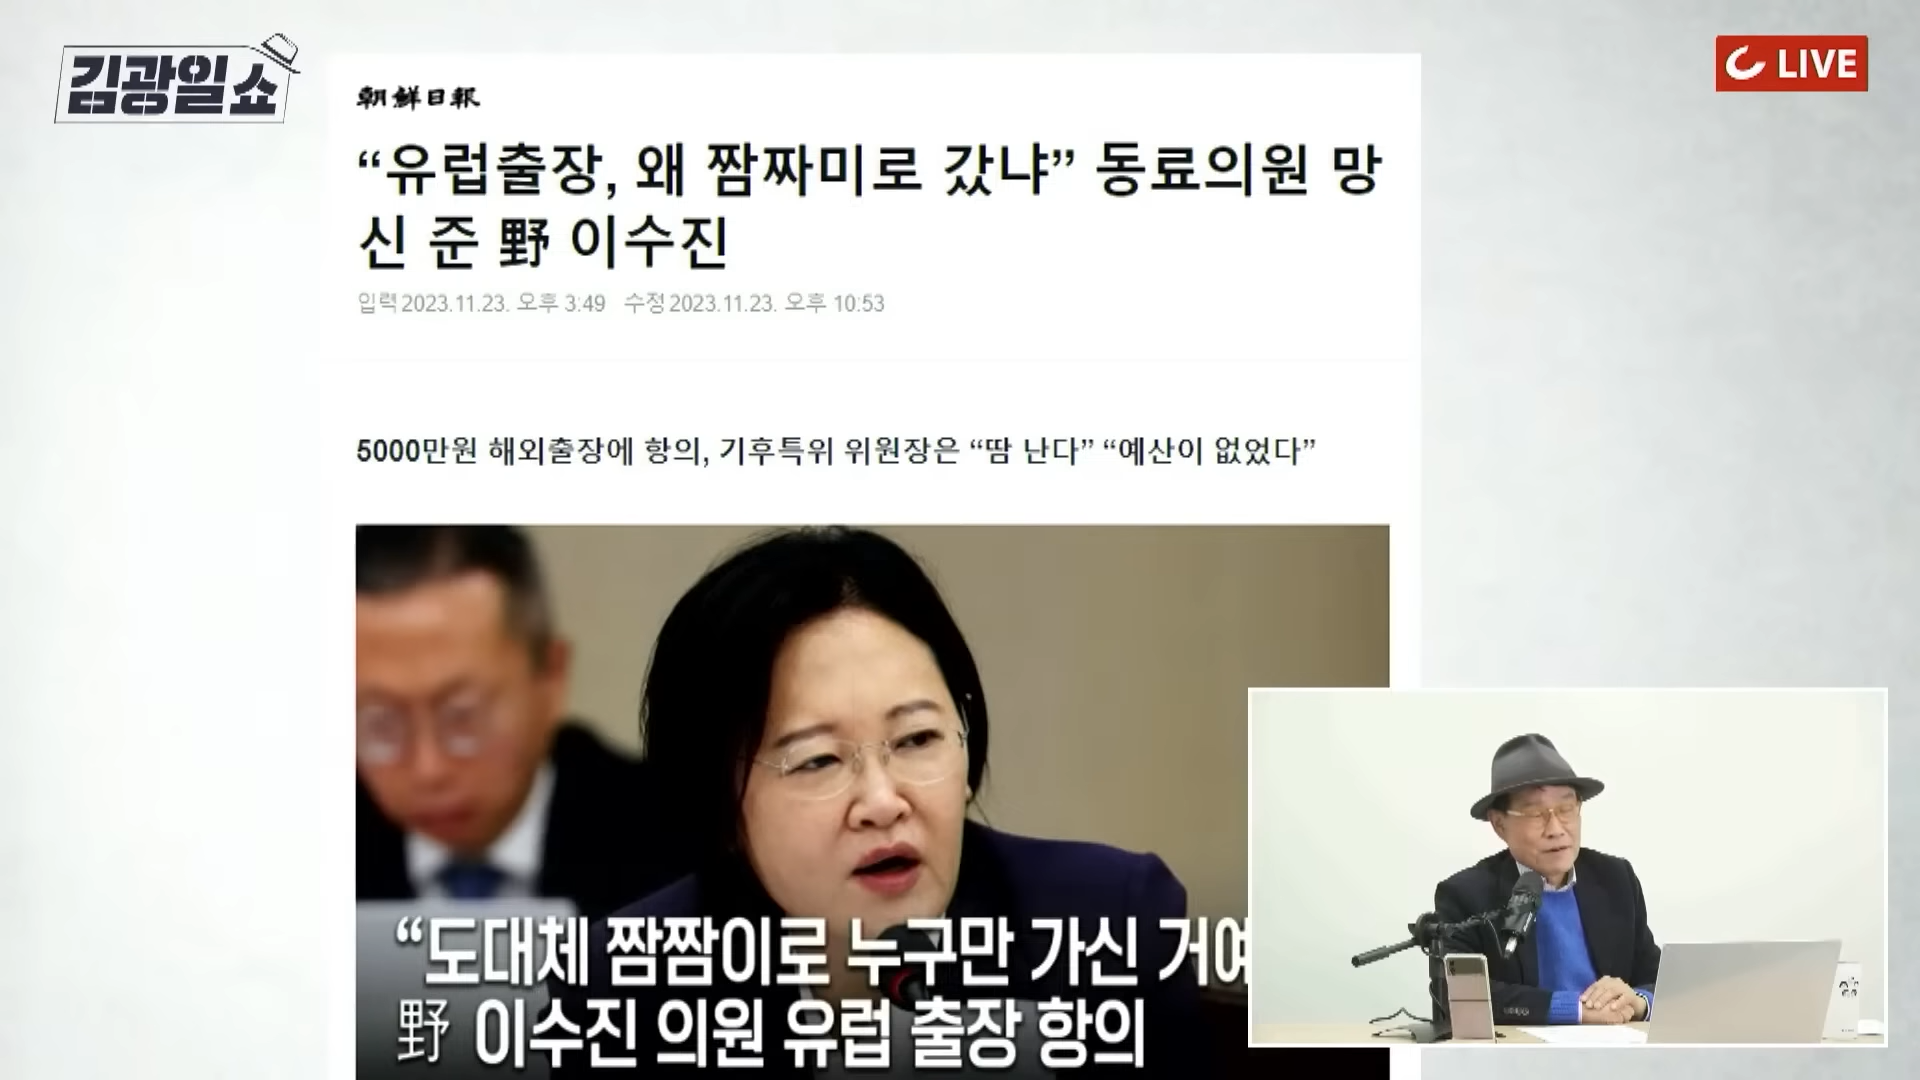 김광일쇼
LIVE
朝鮮日報
“유럽출장, 왜 짬짜미로 갔냐” 동료의원 망
신 준 野 이수진
입력 2023.11.23. 오후 3:49 수정 2023.11.23. 오후 10:53
5000만원 해외출장에 항의, 기후특위 위원장은 “땀 난다” “예산이 없었다”
“도대체 짬짬이로 누구만 가신 거예
野 이수진 의원 유럽 출장 항의